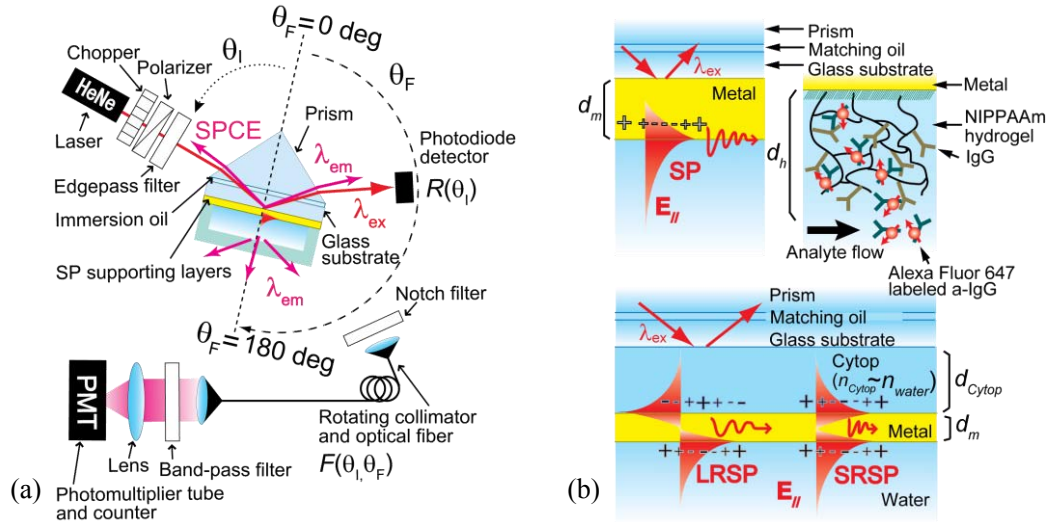 θF=0 deg
θI
θF
Chopper
Polarizer
HeNe
Laser
SPCE
Prism
Photodiode
detector
λem
R(θI)
λex
Edgepass filter
Immersion oil
Glass
substrate
SP supporting layers
λem
Notch filter
θF=180 deg
PMT
Rotating collimator
and optical fiber
Lens
Band-pass filter
F(θI,θF)
(a)
Photomultiplier tube
and counter
Prism
Matching oil
Glass substrate
λex
dm
Metal
+ +---- ++
SP
E//
Metal
NIPPAAm
hydrogel
IgG
dh
Analyte flow
Alexa Fluor 647
labeled a-IgG
Prism
Matching oil
Glass substrate
λex
Cytop
(nCytop~nwater)
dCytop
--++++--
++----++
Metal
dm
++----++
++----++
LRSP
SRSP
E//
Water
(b)